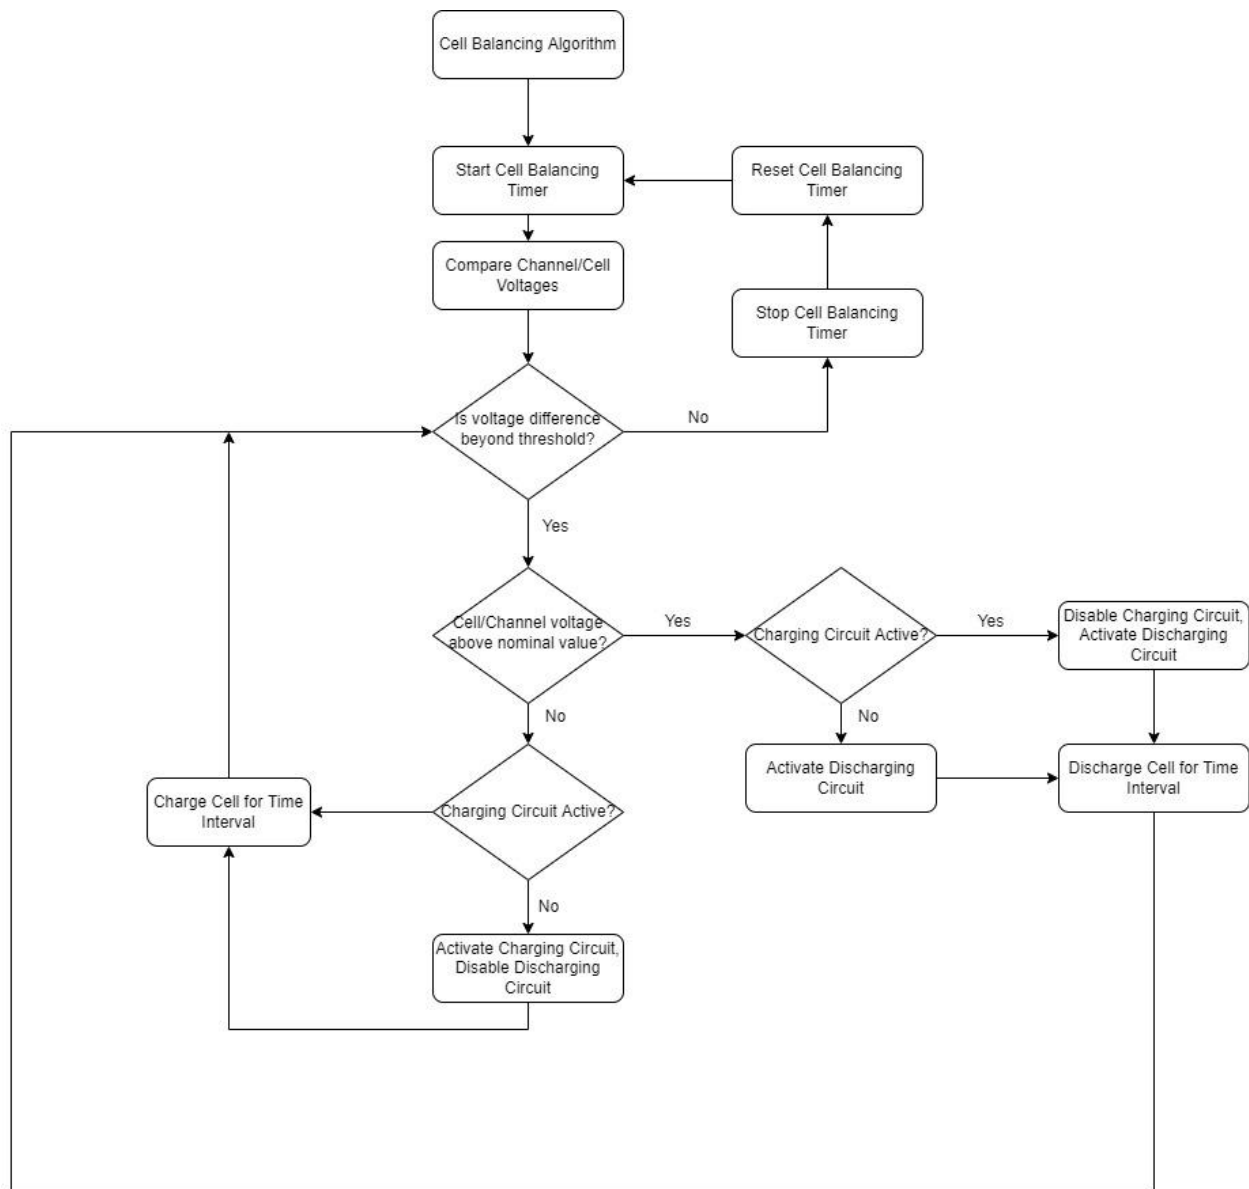 Cell Balancing Algorithm
Start Cell Balancing
Timer
Reset Cell Balancing
Timer
Compare Channel/Cell
Voltages
Stop Cell Balancing
Timer
Is voltage difference
beyond threshold?
No
Yes
Cell/Channel voltage
above nominal value?
Yes
Charging Circuit Active?
Yes
Disable Charging Circuit,
Activate Discharging
Circuit
No
No
Activate Discharging
Circuit
Discharge Cell for Time
Interval
Charge Cell for Time
Interval
Charging Circuit Active?
No
Activate Charging Circuit,
Disable Discharging
Circuit